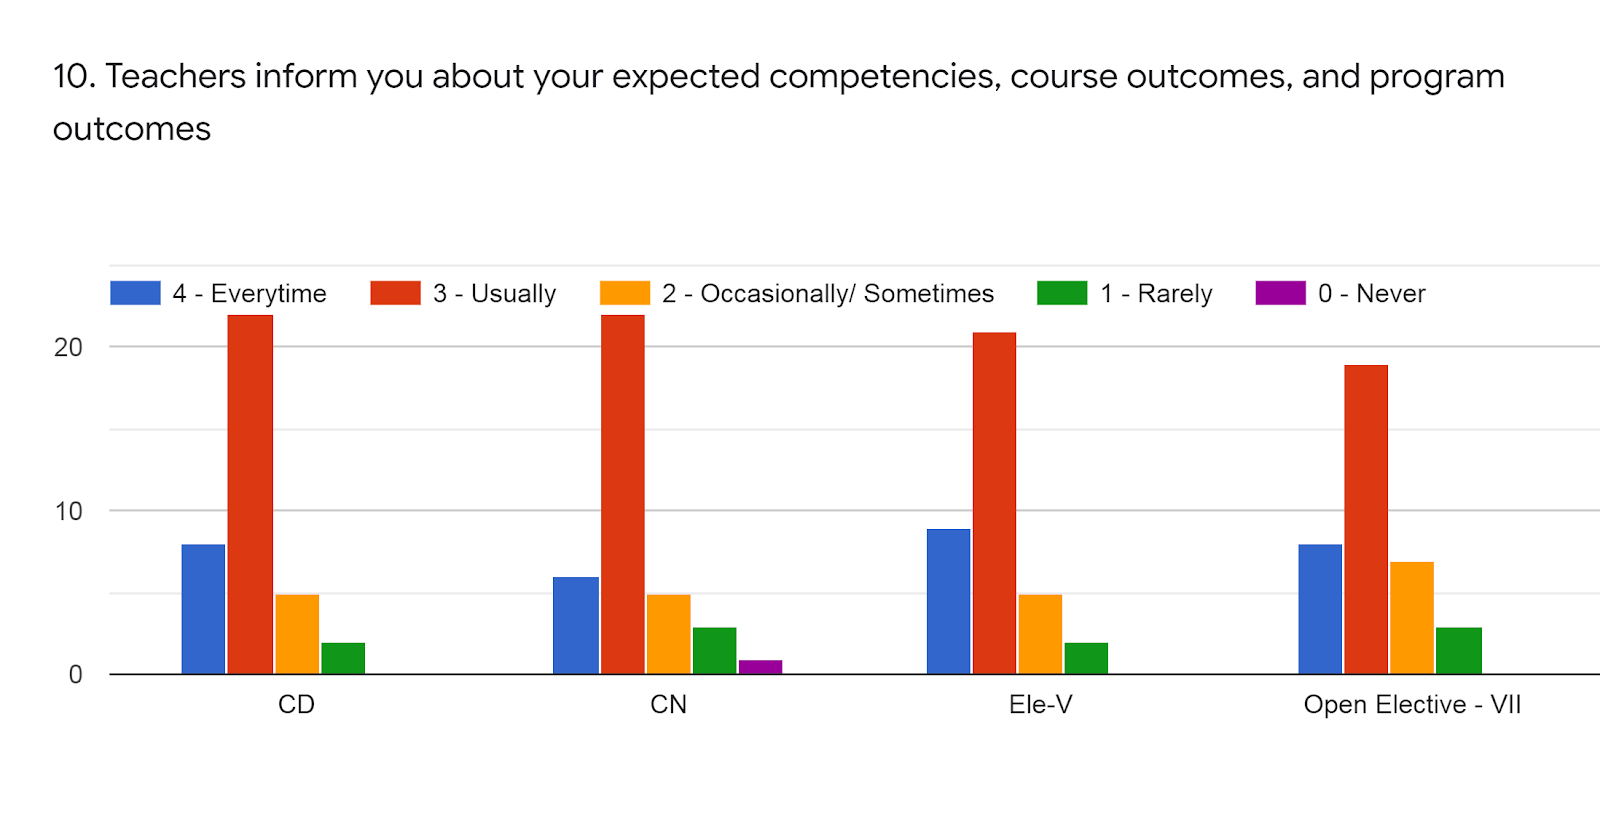 10. Teachers inform you about your expected competencies, course outcomes, and program
outcomes
4 - Everytime 3 - Usually 2 - Occasionally/ Sometimes 1 - Rarely 0 - Never
20
10
0
CD CN Ele-V Open Elective - VII